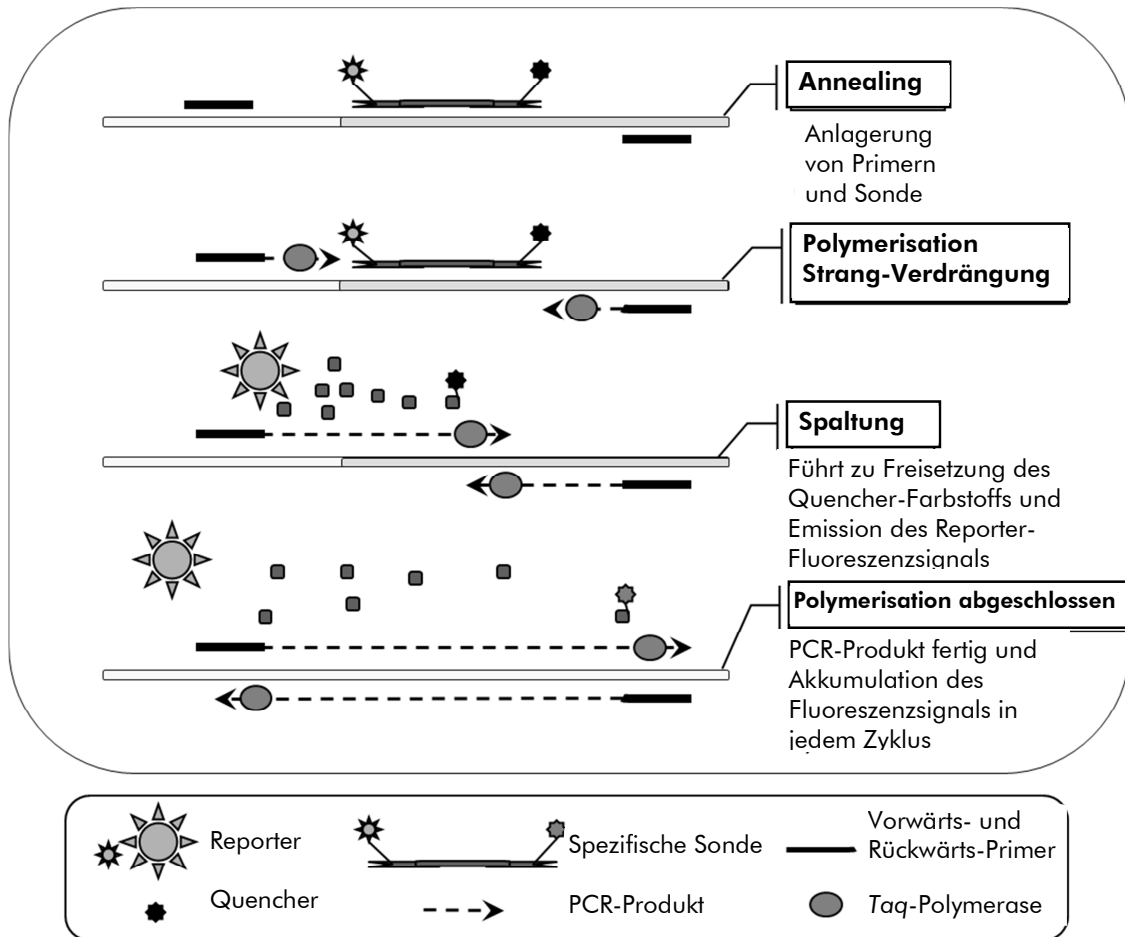 Annealing
Anlagerung
von Primern
und Sonde
Polymerisation
Strang-Verdrängung
Spaltung
Führt zu Freisetzung des
Quencher-Farbstoffs und
Emission des Reporter-
Fluoreszenzsignals
Polymerisation abgeschlossen
PCR-Produkt fertig und
Akkumulation des
Fluoreszenzsignals in
jedem Zyklus
Reporter
Spezifische Sonde
Vorwärts- und
Rückwärts-Primer
Quencher
PCR-Produkt
Taq-Polymerase